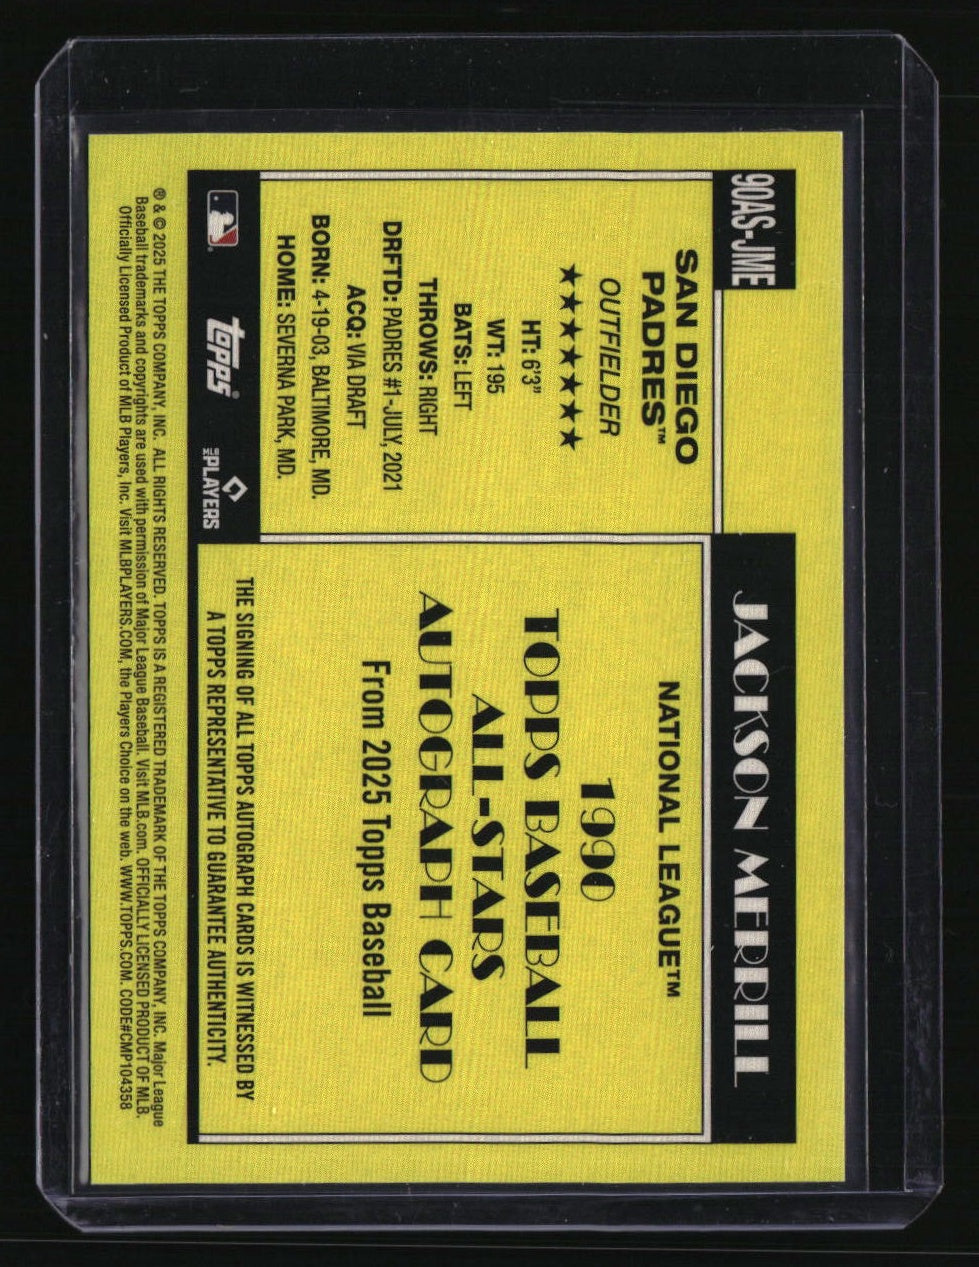 90AS-JME
JACKSON MERRILL
SAN DIEGO
PADRES™
OUTFIELDER
★★★★★★★
HT: 6'3"
WT: 195
BATS: LEFT
THROWS: RIGHT
DRFTD: PADRES #1-JULY, 2021
ACQ: VIA DRAFT
BORN: 4-19-03, BALTIMORE, MD.
HOME: SEVERNA PARK, MD.
NATIONAL LEAGUE™
1990
TOPPS BASEBALL
ALL-STARS
AUTOGRAPH CARD
From 2025 Topps Baseball
THE SIGNING OF ALL TOPPS AUTOGRAPH CARDS IS WITNESSED BY
A TOPPS REPRESENTATIVE TO GUARANTEE AUTHENTICITY.
topps®
MLB PLAYERS
® & © 2025 THE TOPPS COMPANY, INC. ALL RIGHTS RESERVED. TOPPS IS A REGISTERED TRADEMARK OF THE TOPPS COMPANY, INC. Major League
Baseball trademarks and copyrights are used with permission of Major League Baseball. Visit MLB.com. OFFICIALLY LICENSED PRODUCT OF MLB.
Officially Licensed Product of MLB Players, Inc. Visit MLBPLAYERS.COM, the Players Choice on the web. WWW.TOPPS.COM. CODE#CMP104358